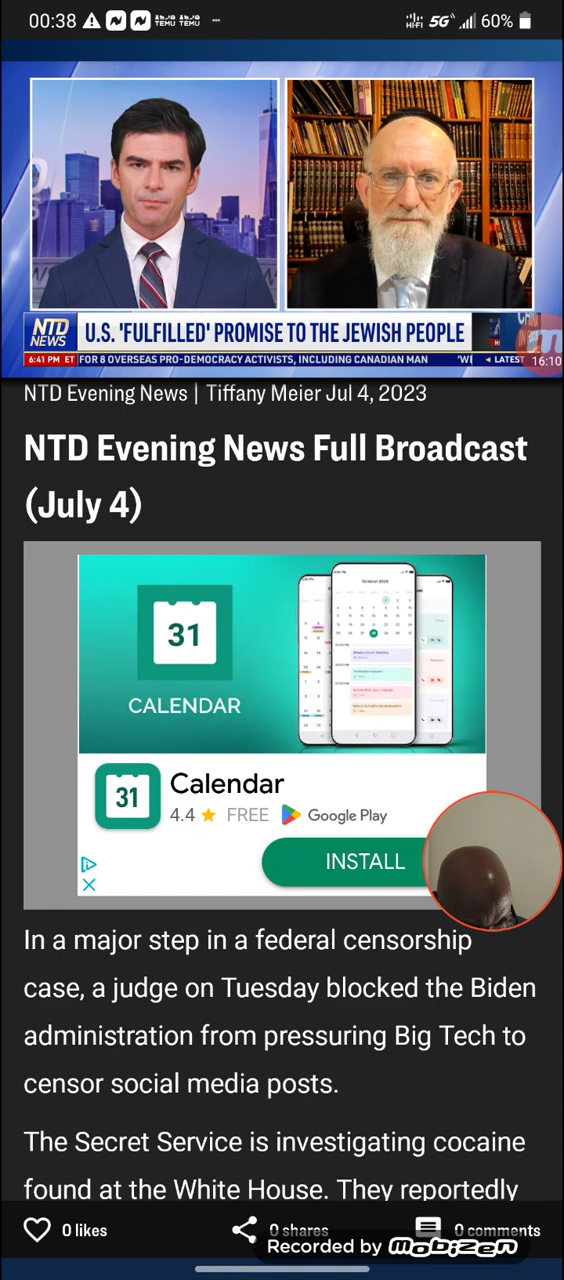 00:38
TEMU TEMU
HiFi 5G 60%
NTD NEWS
U.S. 'FULFILLED' PROMISE TO THE JEWISH PEOPLE
6:41 PM ET FOR 8 OVERSEAS PRO-DEMOCRACY ACTIVISTS, INCLUDING CANADIAN MAN
LATEST
16:10
NTD Evening News | Tiffany Meier Jul 4, 2023
NTD Evening News Full Broadcast
(July 4)
31
CALENDAR
31
Calendar
4.4 FREE Google Play
INSTALL
In a major step in a federal censorship
case, a judge on Tuesday blocked the Biden
administration from pressuring Big Tech to
censor social media posts.
The Secret Service is investigating cocaine
found at the White House. They reportedly
0 likes
0 shares
0 comments
Recorded by MOBIZEN